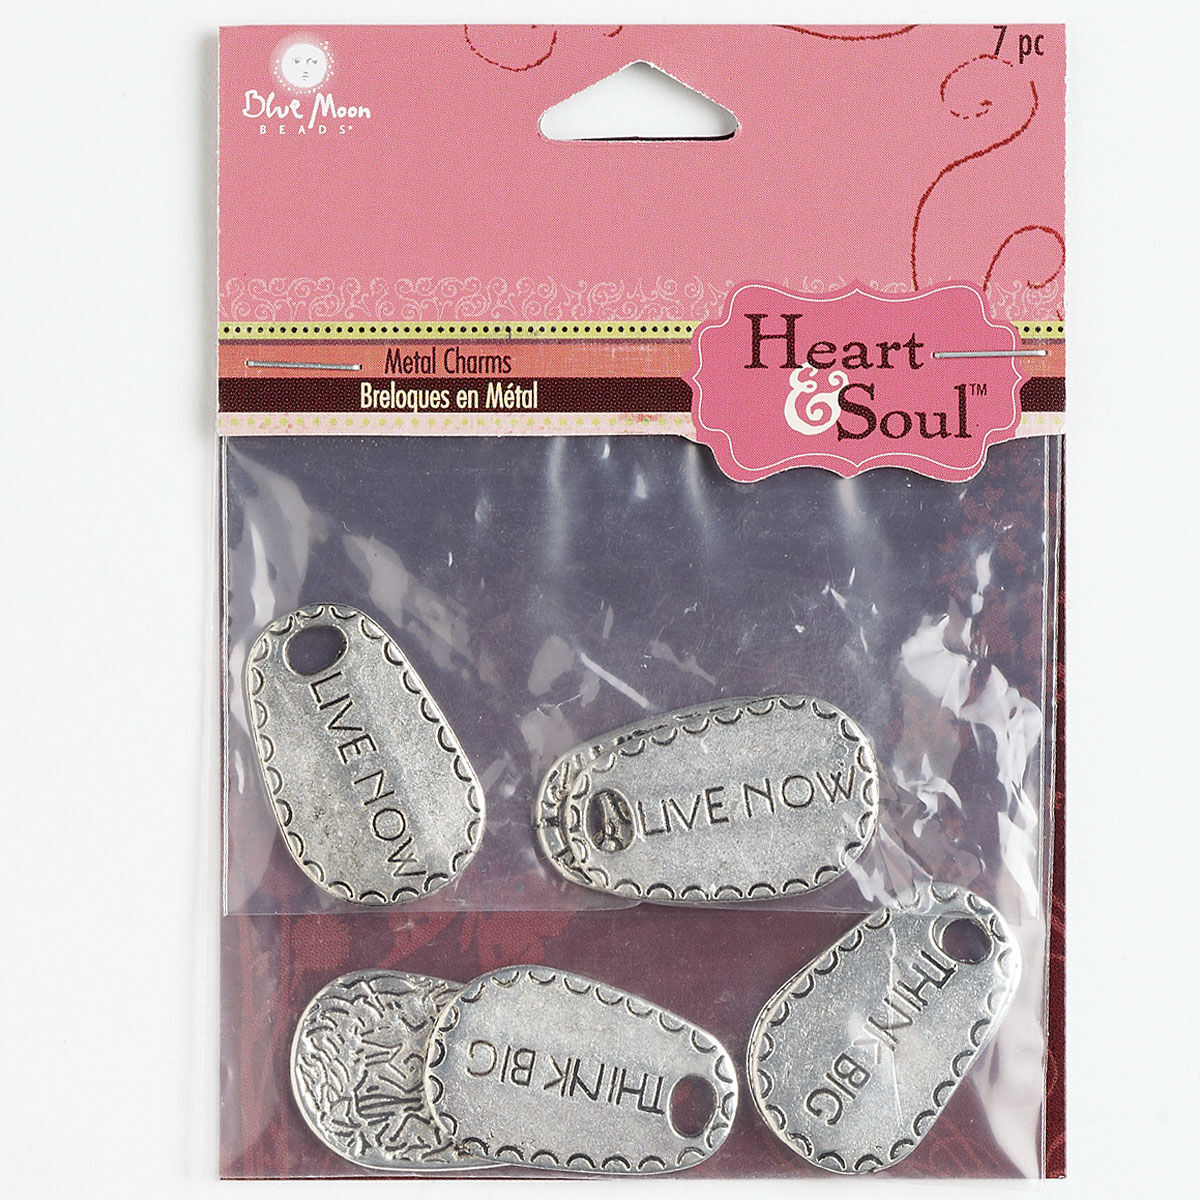 7 pc
Blue Moon
BEADS®
Heart
& Soul™
Metal Charms
Breloques en Métal
LIVE NOW
LIVE NOW
THINK BIG
THINK BIG